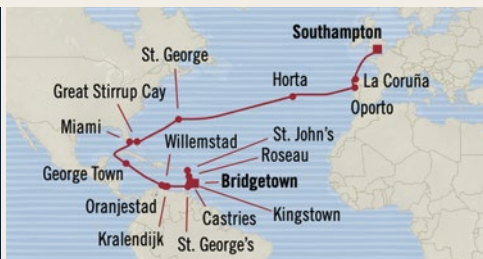 Southampton
St. George
Horta
La Coruña
Great Stirrup Cay
Oporto
Miami
Willemstad
St. John's
Roseau
George Town
Bridgetown
Oranjestad
Castries
Kingstown
Kralendijk
St. George's